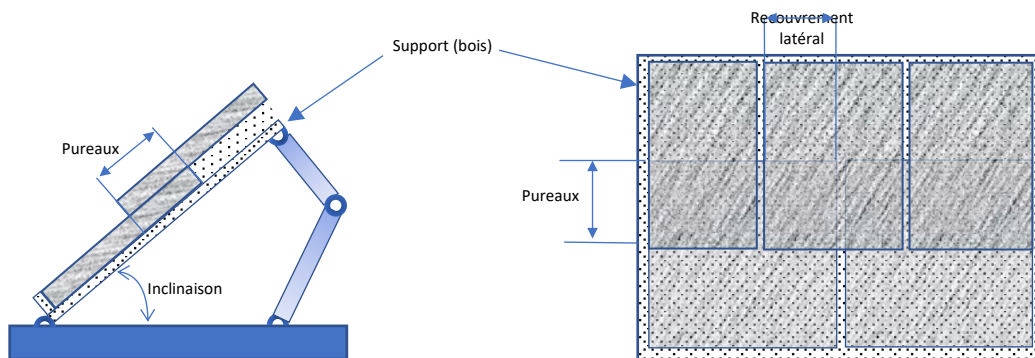 Recouvrement
latéral
Support (bois)
Pureaux
Pureaux
Inclinaison